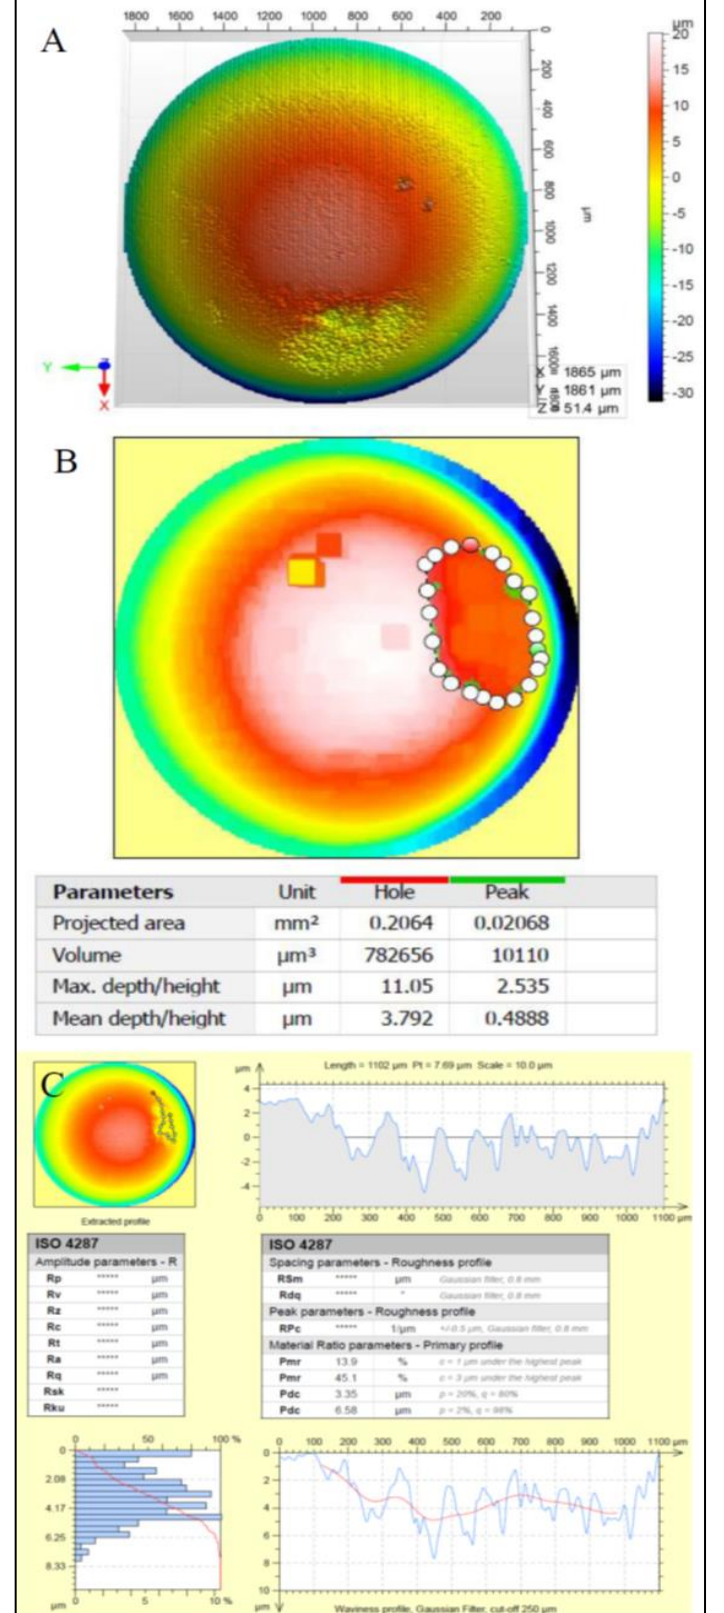 A
1800 1600 1400 1200 1000 800 600 400 200
0 200 400 600 800 1000 1200 1400 1600 1800
µm
µm
20
15
10
5
0
-5
-10
-15
-20
-25
-30
Y
Z
X
X = 1865 µm
Y = 1861 µm
Z = 51.4 µm
B
Parameters Unit Hole Peak
Projected area mm² 0.2064 0.02068
Volume µm³ 782656 10110
Max. depth/height µm 11.05 2.535
Mean depth/height µm 3.792 0.4888
C
Extracted profile
Length = 1102 µm Pt = 7.69 µm Scale = 10.0 µm
µm
4
2
0
-2
-4
0 100 200 300 400 500 600 700 800 900 1000 1100 µm
ISO 4287
Amplitude parameters - R
Rp ***** µm
Rv ***** µm
Rz ***** µm
Rc ***** µm
Rt ***** µm
Ra ***** µm
Rq ***** µm
Rsk *****
Rku *****
ISO 4287
Spacing parameters - Roughness profile
RSm ***** µm Gaussian filter, 0.8 mm
Rdq ***** ° Gaussian filter, 0.8 mm
Peak parameters - Roughness profile
RPc ***** 1/µm +/-0.5 µm, Gaussian filter, 0.8 mm
Material Ratio parameters - Primary profile
Pmr 13.9 % c = 1 µm under the highest peak
Pmr 45.1 % c = 3 µm under the highest peak
Pdc 3.35 µm p = 20%, q = 80%
Pdc 6.58 µm p = 2%, q = 98%
0 50 100 %
0
2.08
4.17
6.25
8.33
µm
0 5 10 %
0 100 200 300 400 500 600 700 800 900 1000 1100 µm
0
2
4
6
8
10
µm
Waviness profile, Gaussian Filter, cut-off 250 µm